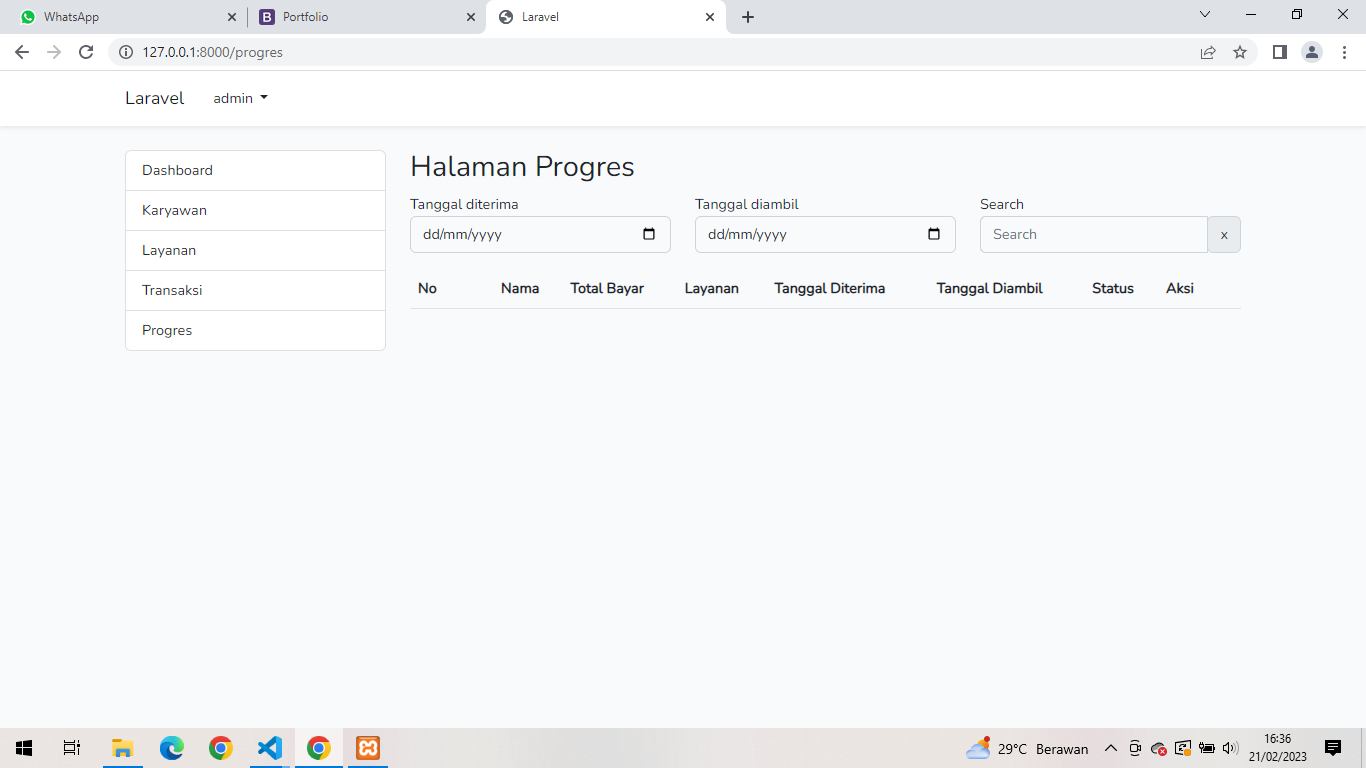 WhatsApp Portfolio Laravel
127.0.0.1:8000/progres
Laravel admin
Dashboard
Karyawan
Layanan
Transaksi
Progres
Halaman Progres
Tanggal diterima Tanggal diambil Search
dd/mm/yyyy dd/mm/yyyy Search x
No Nama Total Bayar Layanan Tanggal Diterima Tanggal Diambil Status Aksi
29°C Berawan
16:36
21/02/2023